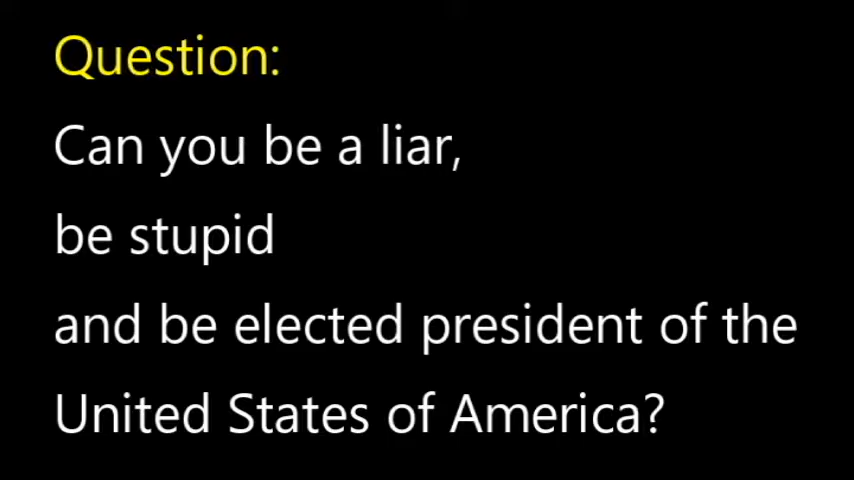 Question:
Can you be a liar,
be stupid
and be elected president of the
United States of America?